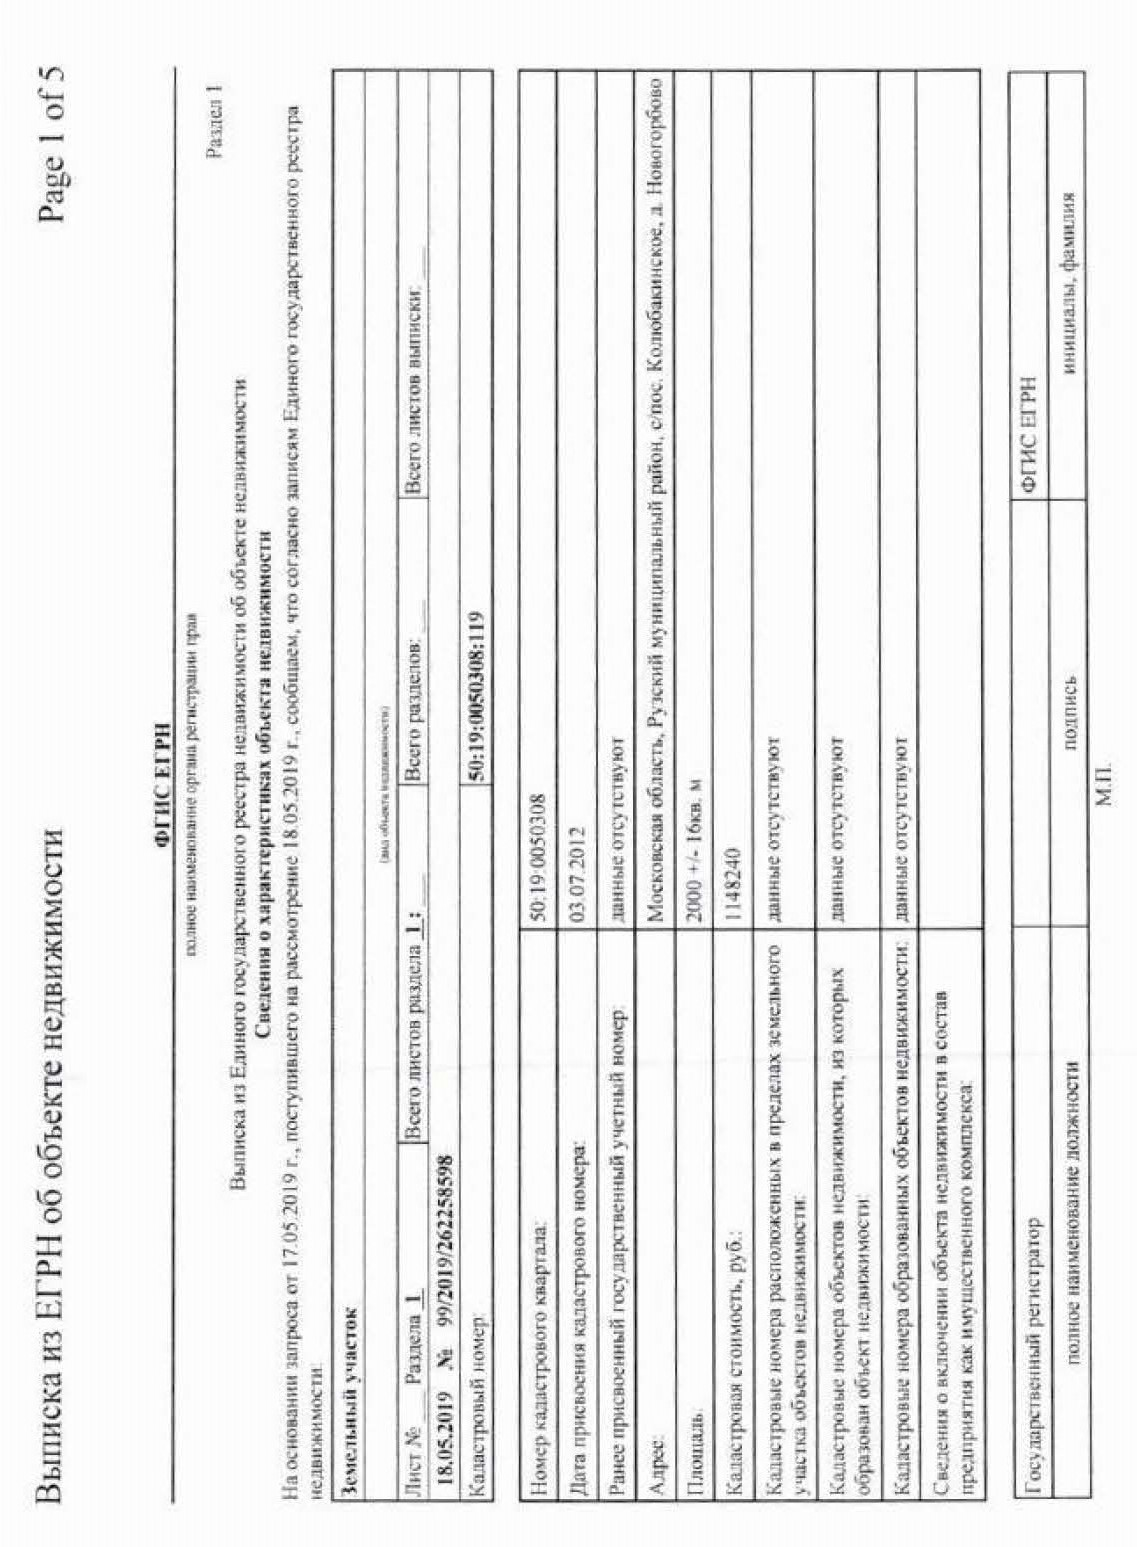 Выписка из ЕГРН об объекте недвижимости Page 1 of 5
ФГИС ЕГРН
полное наименование органа регистрации прав
Раздел 1
Выписка из Единого государственного реестра недвижимости об объекте недвижимости
Сведения о характеристиках объекта недвижимости
На основании запроса от 17.05.2019 г., поступившего на рассмотрение 18.05.2019 г., сообщаем, что согласно записям Единого государственного реестра
недвижимости:
Земельный участок
(вид объекта недвижимости)
Лист № ___ Раздела 1 Всего листов раздела 1 : ___ Всего разделов: ___ Всего листов выписки: ___
18.05.2019 № 99/2019/262258598
Кадастровый номер: 50:19:0050308:119
Номер кадастрового квартала: 50:19:0050308
Дата присвоения кадастрового номера: 03.07.2012
Ранее присвоенный государственный учетный номер: данные отсутствуют
Адрес: Московская область, Рузский муниципальный район, с/пос. Колюбакинское, д. Новогорбово
Площадь: 2000 +/- 16кв. м
Кадастровая стоимость, руб.: 1148240
Кадастровые номера расположенных в пределах земельного данные отсутствуют
участка объектов недвижимости:
Кадастровые номера объектов недвижимости, из которых данные отсутствуют
образован объект недвижимости:
Кадастровые номера образованных объектов недвижимости: данные отсутствуют
Сведения о включении объекта недвижимости в состав
предприятия как имущественного комплекса:
Государственный регистратор ФГИС ЕГРН
полное наименование должности подпись инициалы, фамилия
М.П.